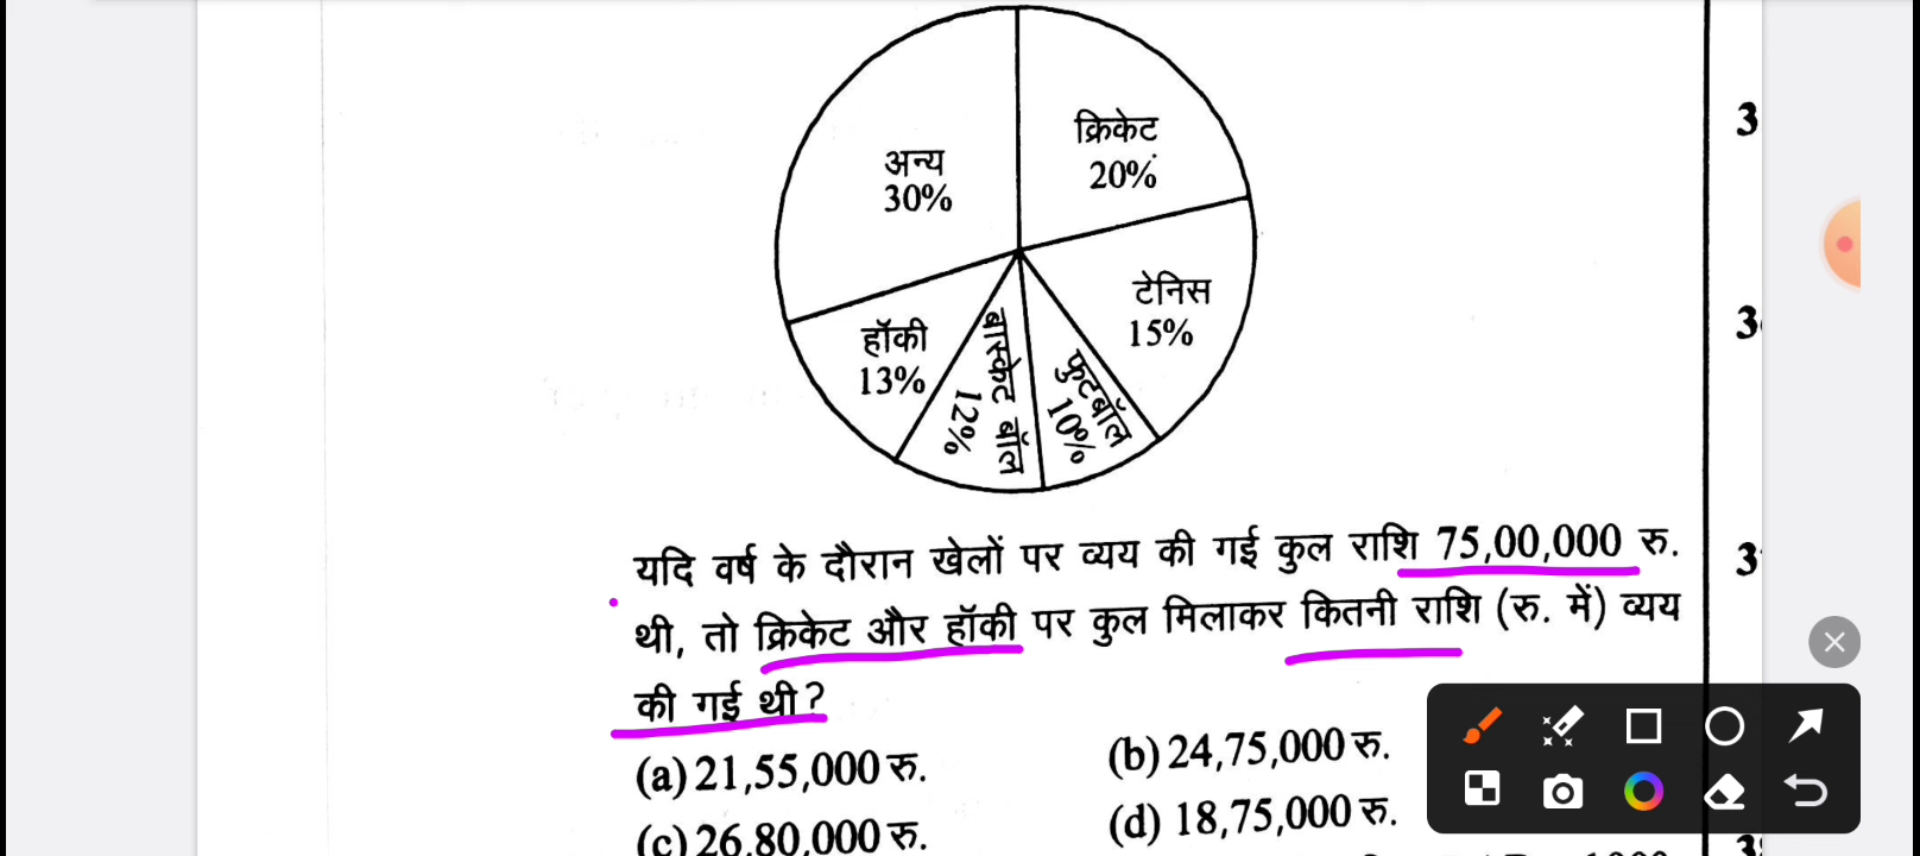 अन्य
30%
क्रिकेट
20%
टेनिस
15%
हॉकी
13%
बास्केट बॉल
12%
फुटबॉल
10%
यदि वर्ष के दौरान खेलों पर व्यय की गई कुल राशि 75,00,000 रु.
थी, तो क्रिकेट और हॉकी पर कुल मिलाकर कितनी राशि (रु. में) व्यय
की गई थी?
(a) 21,55,000 रु.
(b) 24,75,000 रु.
(c) 26,80,000 रु.
(d) 18,75,000 रु.
3
3
3